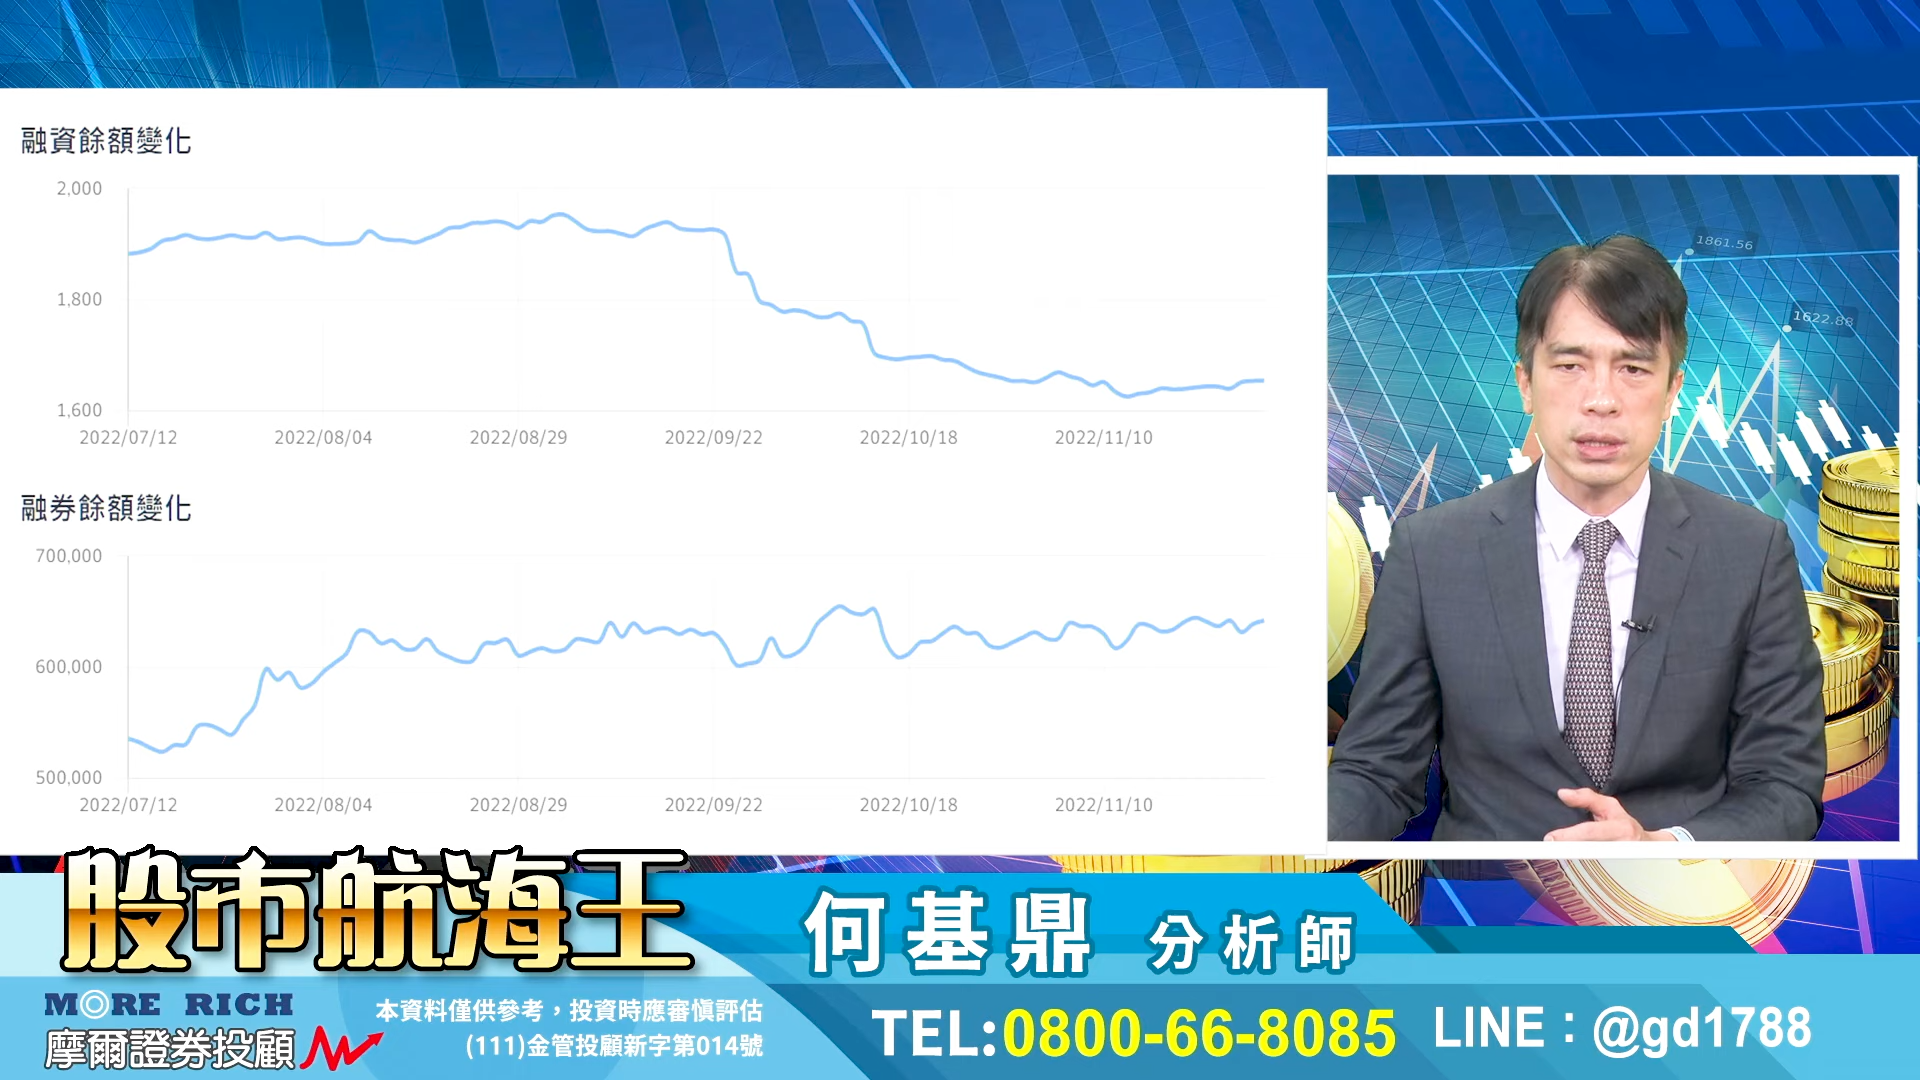 融資餘額變化
2,000
1,800
1,600
2022/07/12 2022/08/04 2022/08/29 2022/09/22 2022/10/18 2022/11/10
融券餘額變化
700,000
600,000
500,000
2022/07/12 2022/08/04 2022/08/29 2022/09/22 2022/10/18 2022/11/10
1861.56
1622.88
股市航海王
何基鼎 分析師
MORE RICH
摩爾證券投顧
本資料僅供參考，投資時應審慎評估
(111)金管投顧新字第014號
TEL:0800-66-8085
LINE：@gd1788